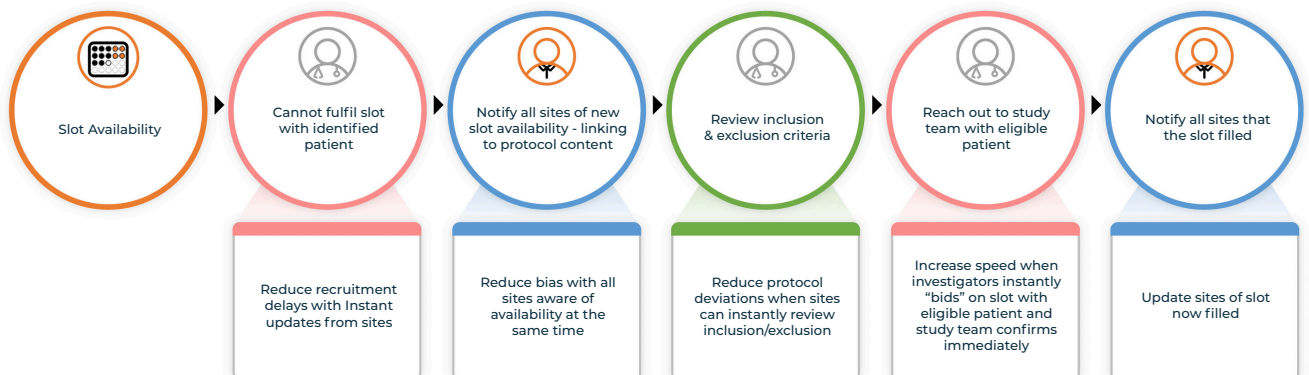 Slot Availability
Cannot fulfil slot
with identified
patient
Notify all sites of new
slot availability - linking
to protocol content
Review inclusion
& exclusion criteria
Reach out to study
team with eligible
patient
Notify all sites that
the slot filled
Reduce recruitment
delays with Instant
updates from sites
Reduce bias with all
sites aware of
availability at the
same time
Reduce protocol
deviations when sites
can instantly review
inclusion/exclusion
Increase speed when
investigators instantly
“bids” on slot with
eligible patient and
study team confirms
immediately
Update sites of slot
now filled